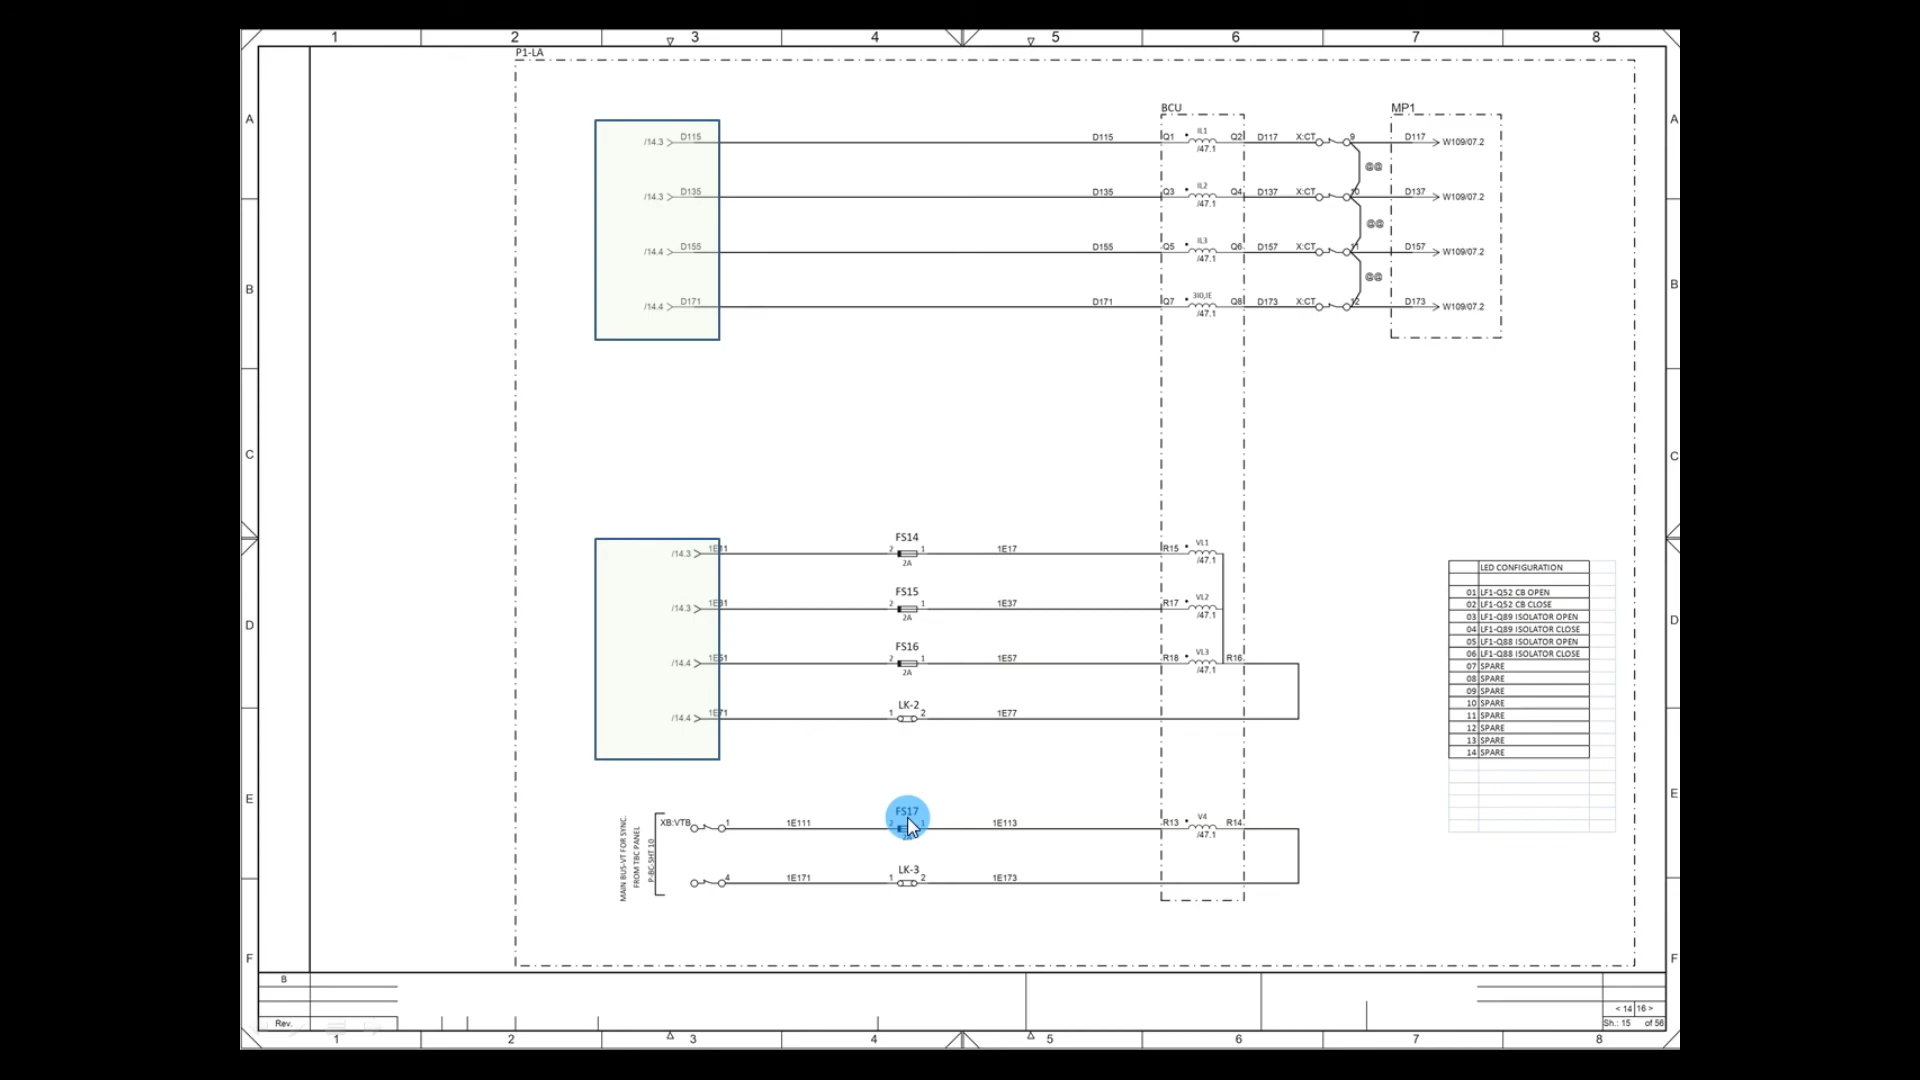 1 2 3 4 5 6 7 8
P1-LA
A A
BCU MP1
/14.3 D115 D115 Q1 IL1 /47.1 Q2 D117 X:CT 9 D117 W109/07.2
@@
/14.3 D135 D135 Q3 IL2 /47.1 Q4 D137 X:CT 10 D137 W109/07.2
@@
/14.4 D155 D155 Q5 IL3 /47.1 Q6 D157 X:CT 11 D157 W109/07.2
@@
B B
/14.4 D171 D171 Q7 3I0,IE /47.1 Q8 D173 X:CT 12 D173 W109/07.2
C C
FS14
/14.3 1E11 2 1 1E17 R15 VL1
2A /47.1
FS15
/14.3 1E31 2 1 1E37 R17 VL2
2A /47.1
FS16
/14.4 1E51 2 1 1E57 R18 VL3 R16
2A /47.1
LK-2
/14.4 1E71 1 2 1E77
D D
LED CONFIGURATION
01 LF1-Q52 CB OPEN
02 LF1-Q52 CB CLOSE
03 LF1-Q89 ISOLATOR OPEN
04 LF1-Q89 ISOLATOR CLOSE
05 LF1-Q88 ISOLATOR OPEN
06 LF1-Q88 ISOLATOR CLOSE
07 SPARE
08 SPARE
09 SPARE
10 SPARE
11 SPARE
12 SPARE
13 SPARE
14 SPARE
E E
MAIN BUS-VT FOR SYNC.
FROM TBC PANEL
P-BC-SHT 10
FS17
XB:VTB 1 1E111 2 1 1E113 R13 V4 R14
/47.1
LK-3
4 1E171 1 2 1E173
F F
B
Rev.
< 14 16 >
Sh.: 15 of 56
1 2 3 4 5 6 7 8